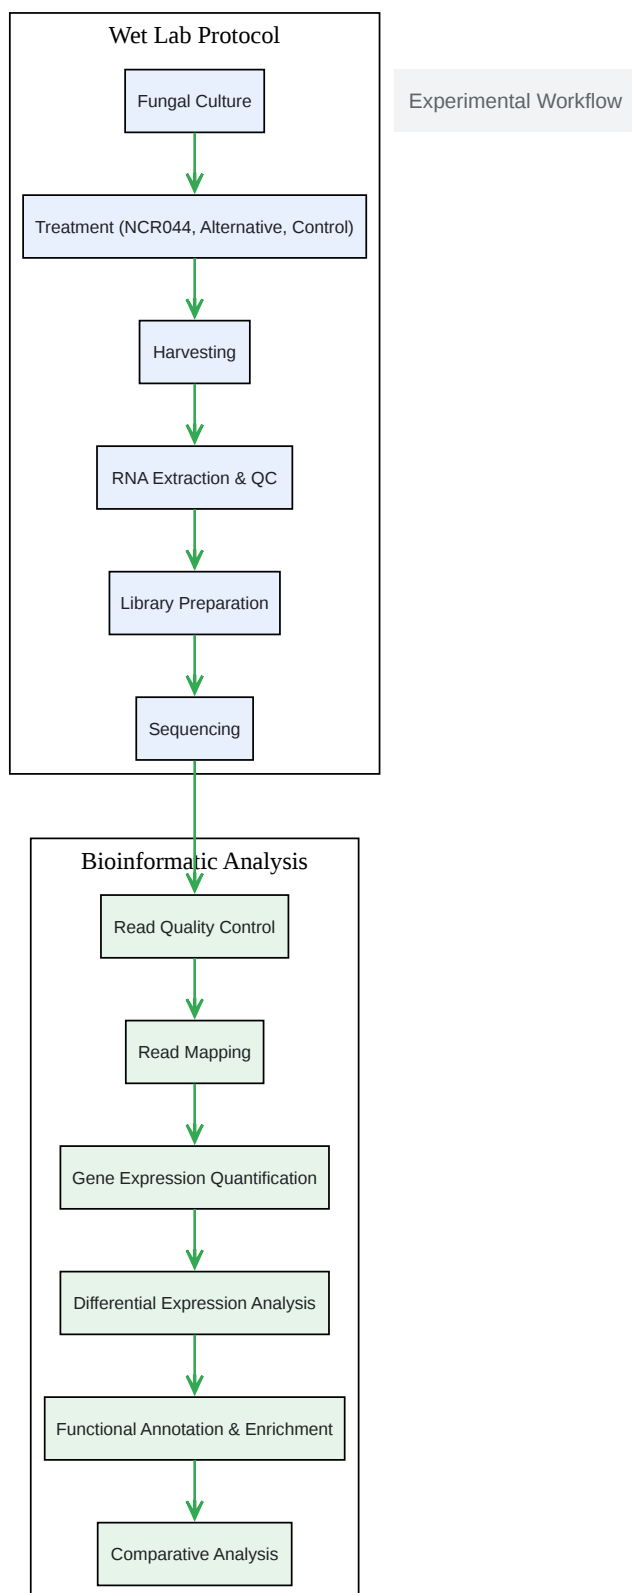 Wet Lab Protocol
Fungal Culture
Experimental Workflow
Treatment (NCR044, Alternative, Control)
Harvesting
RNA Extraction & QC
Library Preparation
Sequencing
Bioinformatic Analysis
Read Quality Control
Read Mapping
Gene Expression Quantification
Differential Expression Analysis
Functional Annotation & Enrichment
Comparative Analysis